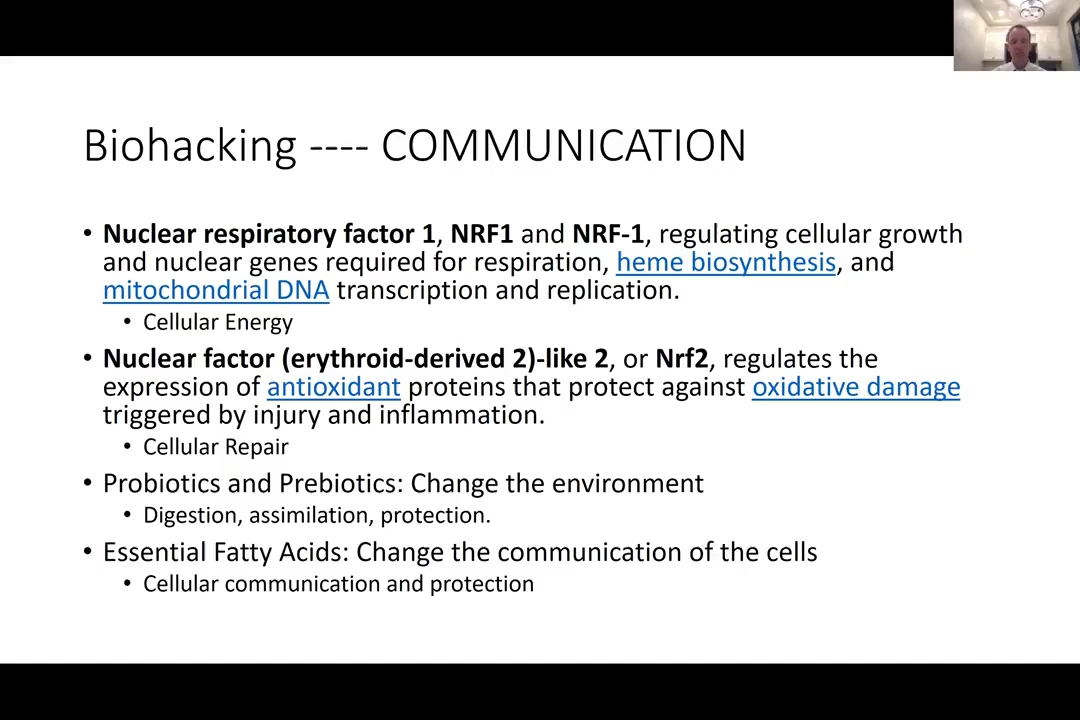 Biohacking ---- COMMUNICATION
• Nuclear respiratory factor 1, NRF1 and NRF-1, regulating cellular growth
and nuclear genes required for respiration, heme biosynthesis, and
mitochondrial DNA transcription and replication.
• Cellular Energy
• Nuclear factor (erythroid-derived 2)-like 2, or Nrf2, regulates the
expression of antioxidant proteins that protect against oxidative damage
triggered by injury and inflammation.
• Cellular Repair
• Probiotics and Prebiotics: Change the environment
• Digestion, assimilation, protection.
• Essential Fatty Acids: Change the communication of the cells
• Cellular communication and protection